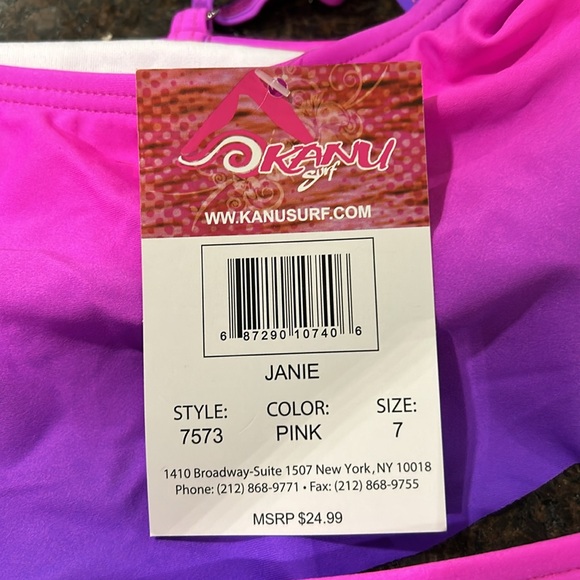 KANU
Surf
WW.KANUSURF.COM
6 87290 10740 6
JANIE
STYLE: COLOR: SIZE:
7573 PINK 7
1410 Broadway-Suite 1507 New York, NY 10018
Phone: (212) 868-9771 • Fax: (212) 868-9755
MSRP $24.99